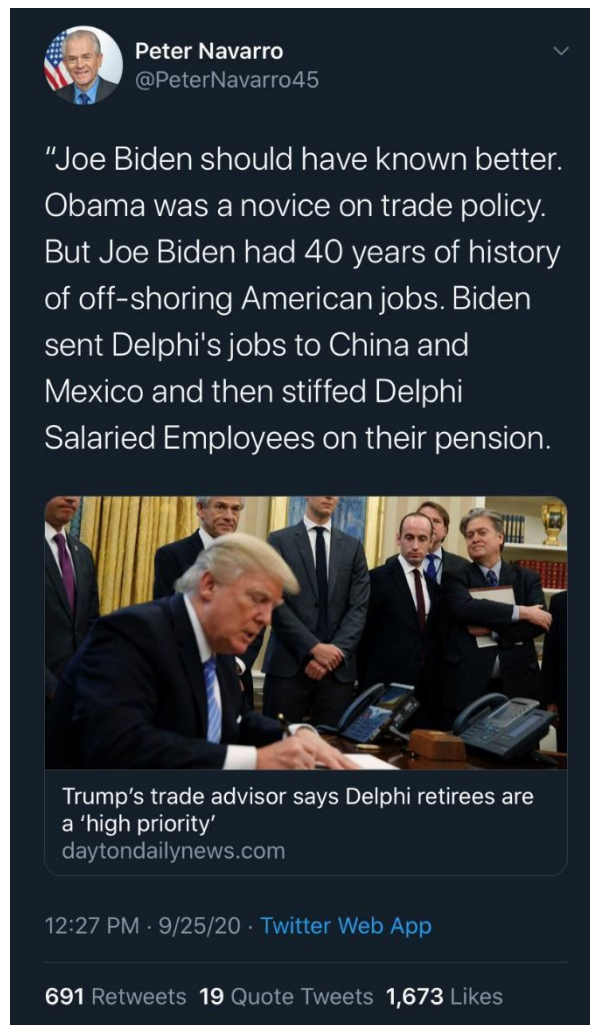 Peter Navarro
@PeterNavarro45
“Joe Biden should have known better.
Obama was a novice on trade policy.
But Joe Biden had 40 years of history
of off-shoring American jobs. Biden
sent Delphi's jobs to China and
Mexico and then stiffed Delphi
Salaried Employees on their pension.
Trump’s trade advisor says Delphi retirees are
a ‘high priority’
daytondailynews.com
12:27 PM · 9/25/20 · Twitter Web App
691 Retweets 19 Quote Tweets 1,673 Likes